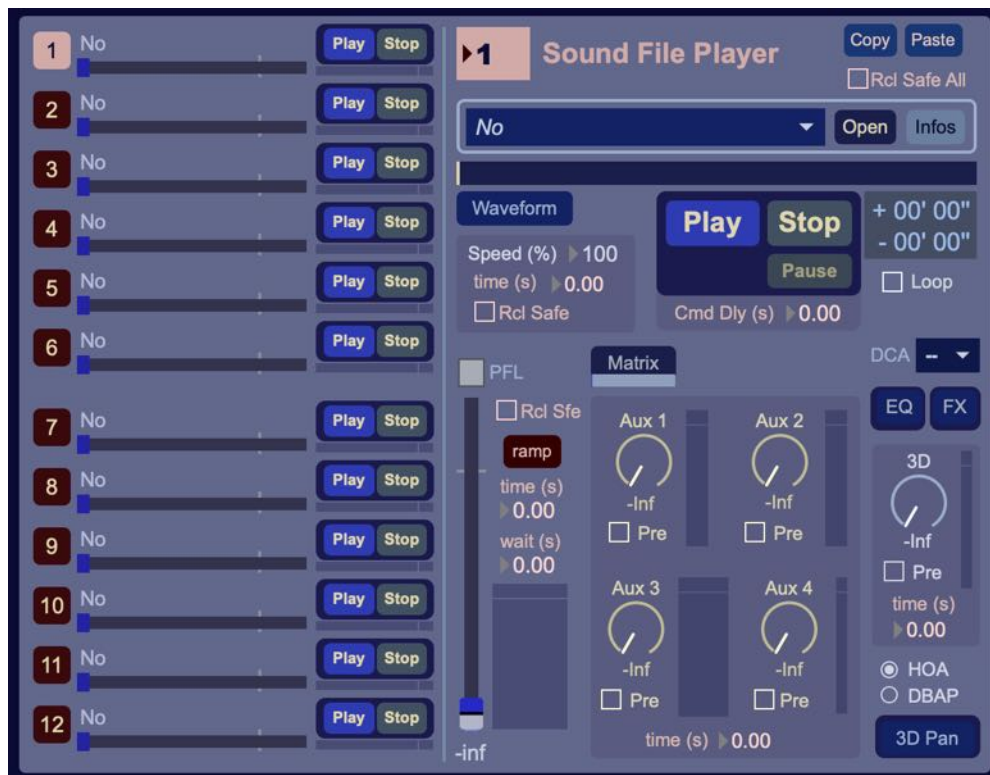 1 No Play Stop
2 No Play Stop
3 No Play Stop
4 No Play Stop
5 No Play Stop
6 No Play Stop
7 No Play Stop
8 No Play Stop
9 No Play Stop
10 No Play Stop
11 No Play Stop
12 No Play Stop
1 Sound File Player Copy Paste
Rcl Safe All
No Open Infos
Waveform
Speed (%) 100
time (s) 0.00
Rcl Safe
Play Stop
Pause
Cmd Dly (s) 0.00
+ 00' 00"
- 00' 00"
Loop
DCA --
PFL
Rcl Sfe
ramp
time (s)
0.00
wait (s)
0.00
-inf
Matrix
Aux 1 Aux 2
-Inf -Inf
Pre Pre
Aux 3 Aux 4
-Inf -Inf
Pre Pre
time (s) 0.00
EQ FX
3D
-Inf
Pre
time (s)
0.00
HOA
DBAP
3D Pan